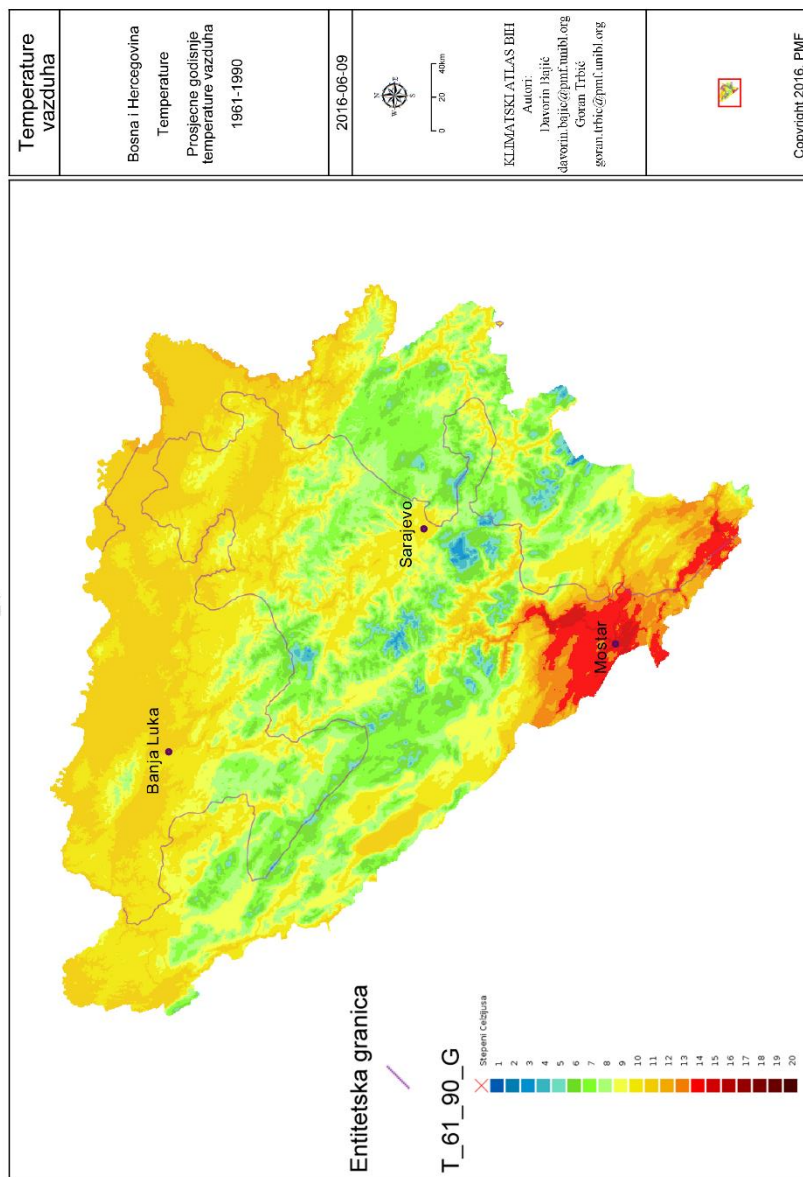 Temperature
vazduha
Bosna i Hercegovina
Temperature
Prosjecne godisnje
temperature vazduha
1961-1990
2016-06-09
N
W
E
S
0 20 40km
KLIMATSKI ATLAS BIH
Autori:
Davorin Bajić
davorin.bajic@pmf.unibl.org
Goran Trbić
goran.trbic@pmf.unibl.org
Copyright 2016. PMF
Banja Luka
Sarajevo
Mostar
Entitetska granica
T_61_90_G
Stepeni Celzijusa
1
2
3
4
5
6
7
8
9
10
11
12
13
14
15
16
17
18
19
20